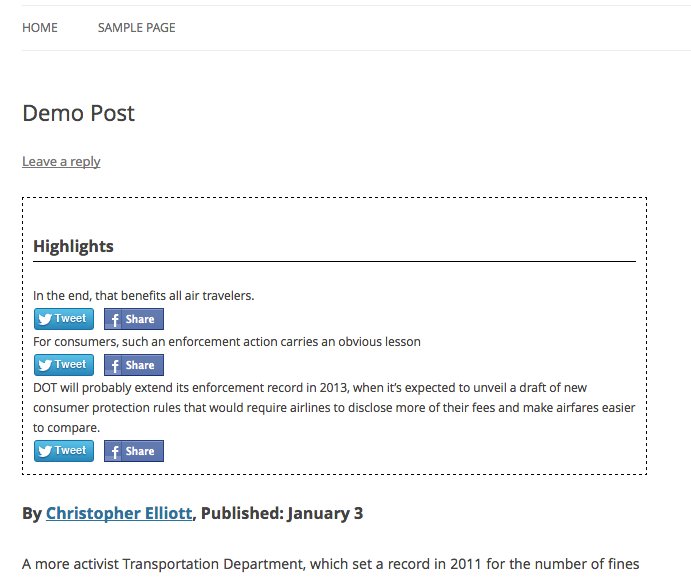 HOME SAMPLE PAGE
Demo Post
Leave a reply
Highlights
In the end, that benefits all air travelers.
Tweet f Share
For consumers, such an enforcement action carries an obvious lesson
Tweet f Share
DOT will probably extend its enforcement record in 2013, when it’s expected to unveil a draft of new
consumer protection rules that would require airlines to disclose more of their fees and make airfares easier
to compare.
Tweet f Share
By Christopher Elliott, Published: January 3
A more activist Transportation Department, which set a record in 2011 for the number of fines